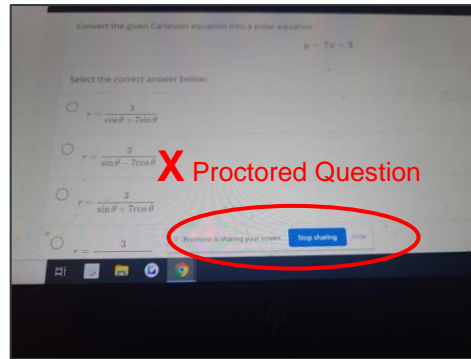 Convert the given Cartesian equation into a polar equation.
y = 7x + 3
Select the correct answer below:
r = 3 / (cos θ + 7 sin θ)
r = 3 / (sin θ − 7 cos θ)
X Proctored Question
r = 3 / (sin θ + 7 cos θ)
r = 3
Proctorio is sharing your screen. Stop sharing Hide